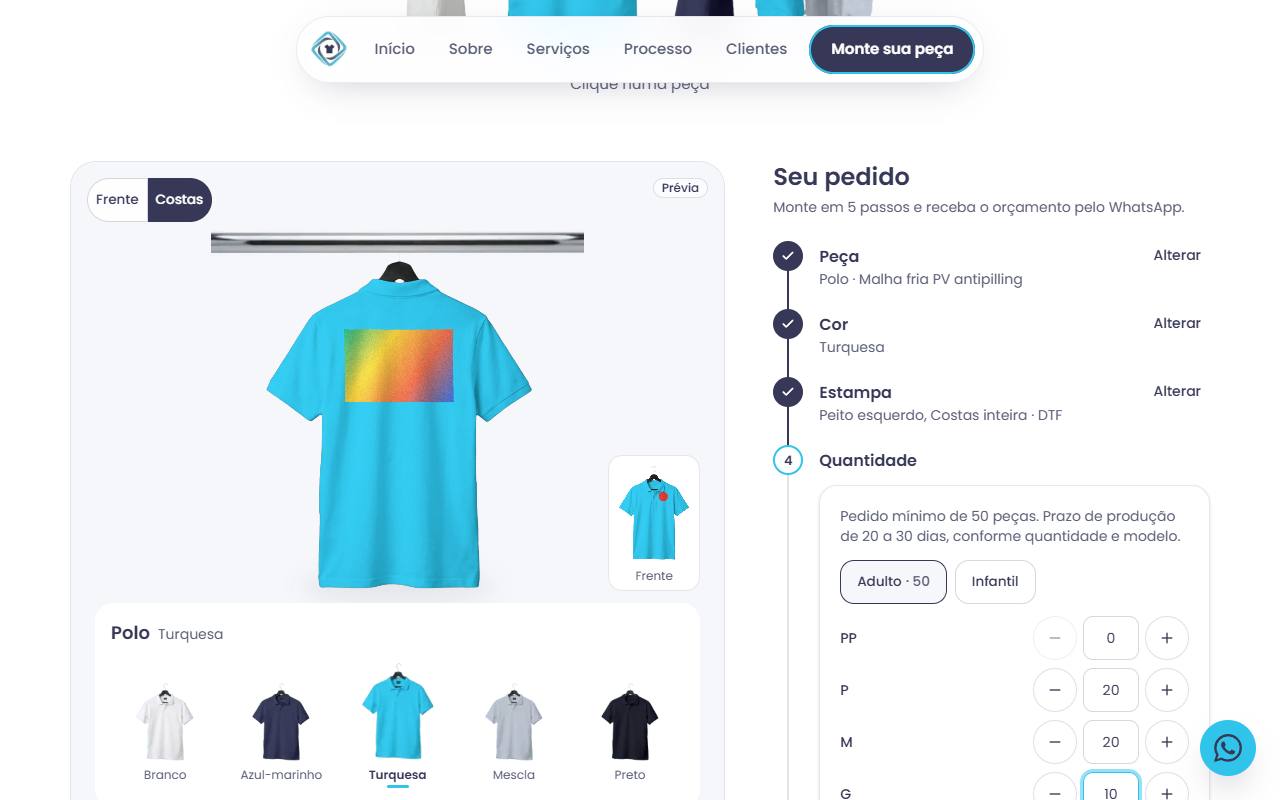 Início
Sobre
Serviços
Processo
Clientes
Monte sua peça
Clique numa peça
Frente
Costas
Prévia
Frente
Polo Turquesa
Branco
Azul-marinho
Turquesa
Mescla
Preto
Seu pedido
Monte em 5 passos e receba o orçamento pelo WhatsApp.
Peça
Alterar
Polo · Malha fria PV antipilling
Cor
Alterar
Turquesa
Estampa
Alterar
Peito esquerdo, Costas inteira · DTF
4
Quantidade
Pedido mínimo de 50 peças. Prazo de produção
de 20 a 30 dias, conforme quantidade e modelo.
Adulto · 50
Infantil
PP
0
P
20
M
20
G
10